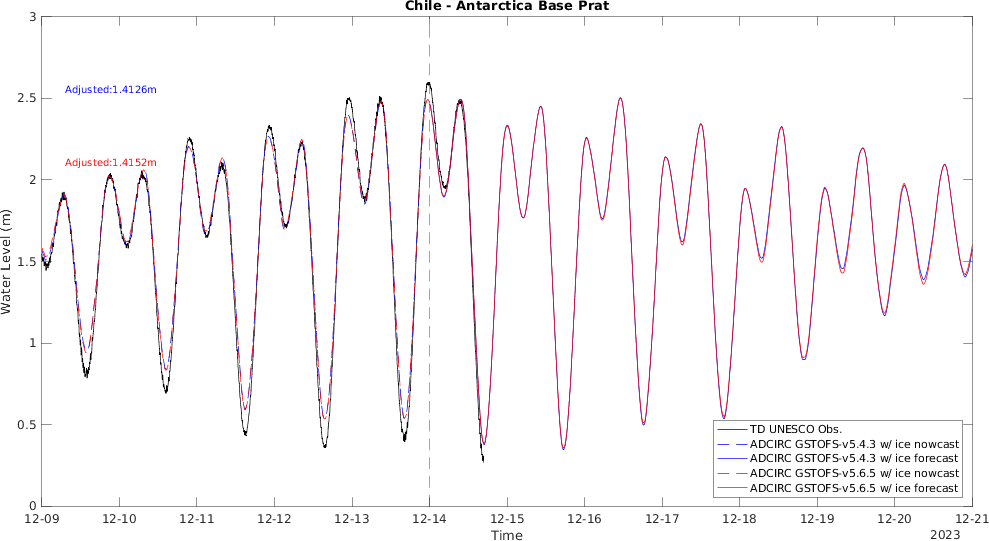 Chile - Antarctica Base Prat
3
2.5
2
1.5
1
0.5
0
Water Level (m)
Adjusted:1.4126m
Adjusted:1.4152m
TD UNESCO Obs.
ADCIRC GSTOFS-v5.4.3 w/ ice nowcast
ADCIRC GSTOFS-v5.4.3 w/ ice forecast
ADCIRC GSTOFS-v5.6.5 w/ ice nowcast
ADCIRC GSTOFS-v5.6.5 w/ ice forecast
12-09 12-10 12-11 12-12 12-13 12-14 12-15 12-16 12-17 12-18 12-19 12-20 12-21
Time
2023